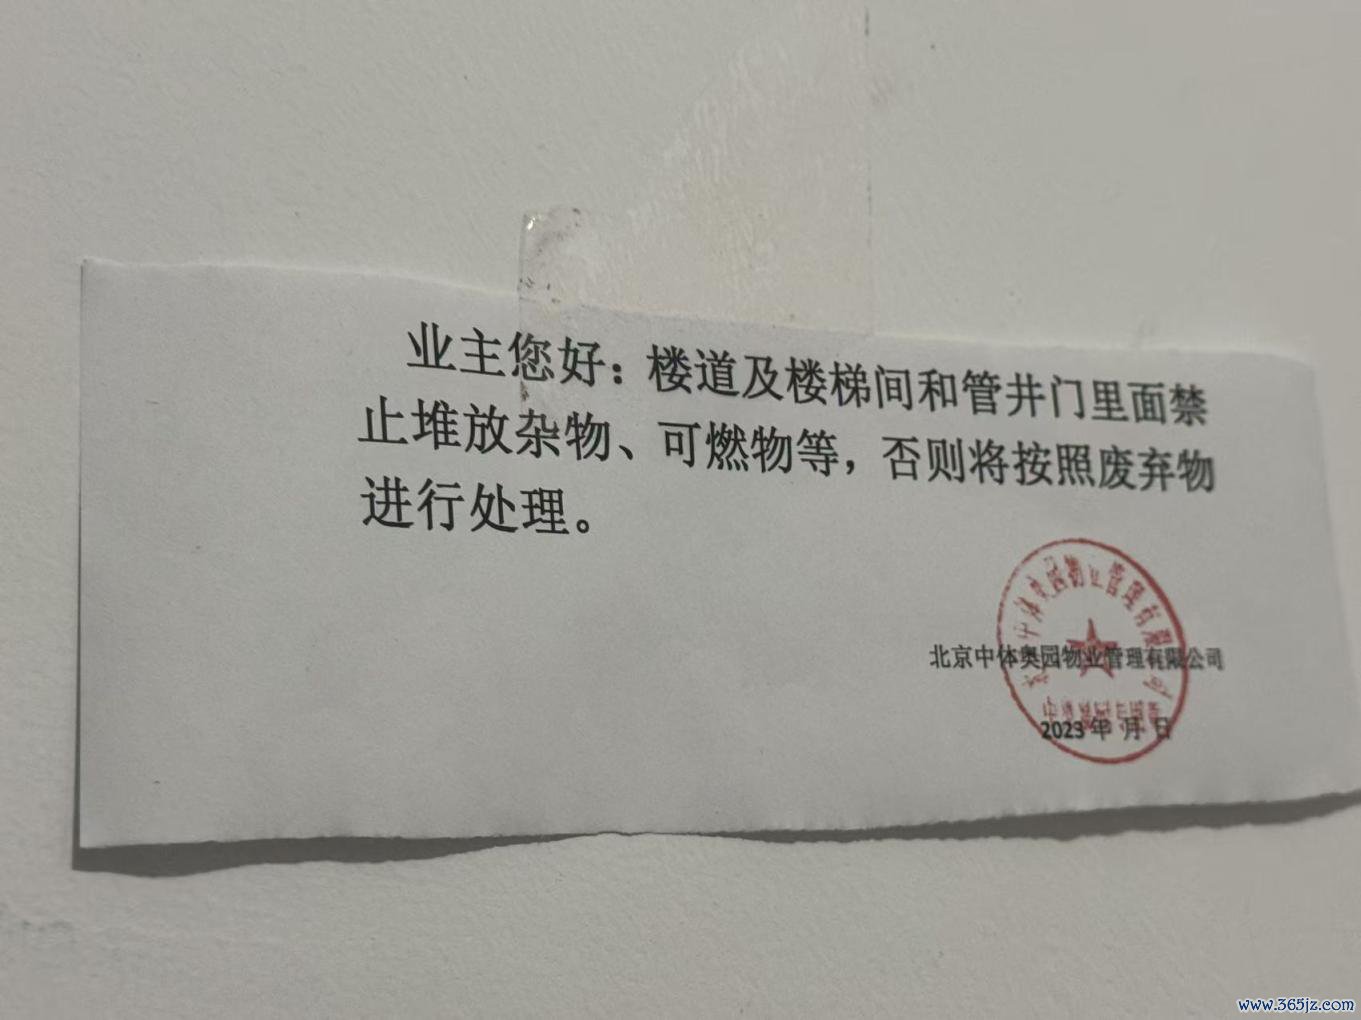 业主您好：楼道及楼梯间和管井门里面禁
止堆放杂物、可燃物等，否则将按照废弃物
进行处理。
北京中体奥园物业管理有限公司
2023年 月 日
www.365jz.com